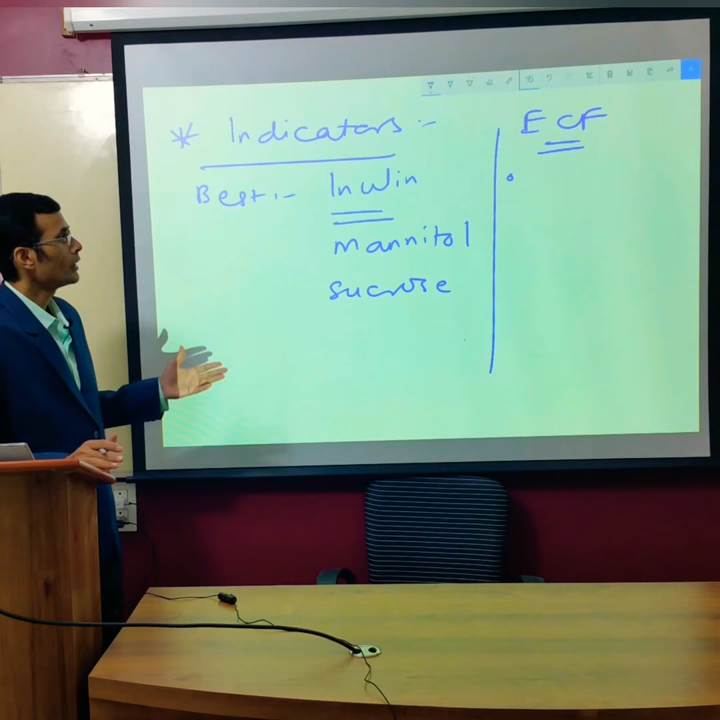 * Indicators :-
Best :- Inulin
mannitol
sucrose
ECF